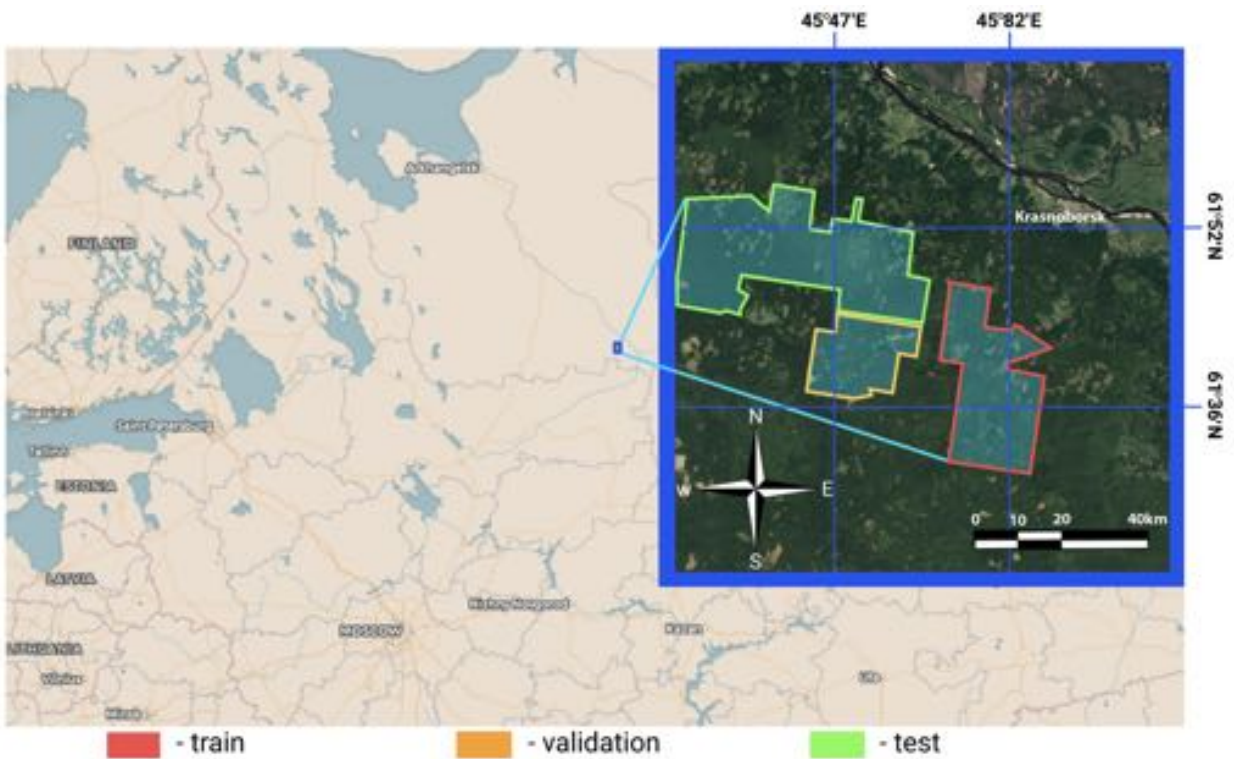 45°47'E 45°82'E
Arkhangelsk
61°52'N
Krasnoborsk
FINLAND
61°36'N
Helsinki
Saint Petersburg
N
Tallinn
W E
ESTONIA
0 10 20 40km
S
LATVIA
Nizhny Novgorod
MOSCOW
Kazan
LITHUANIA
Vilnius
Ufa
Minsk
- train - validation - test